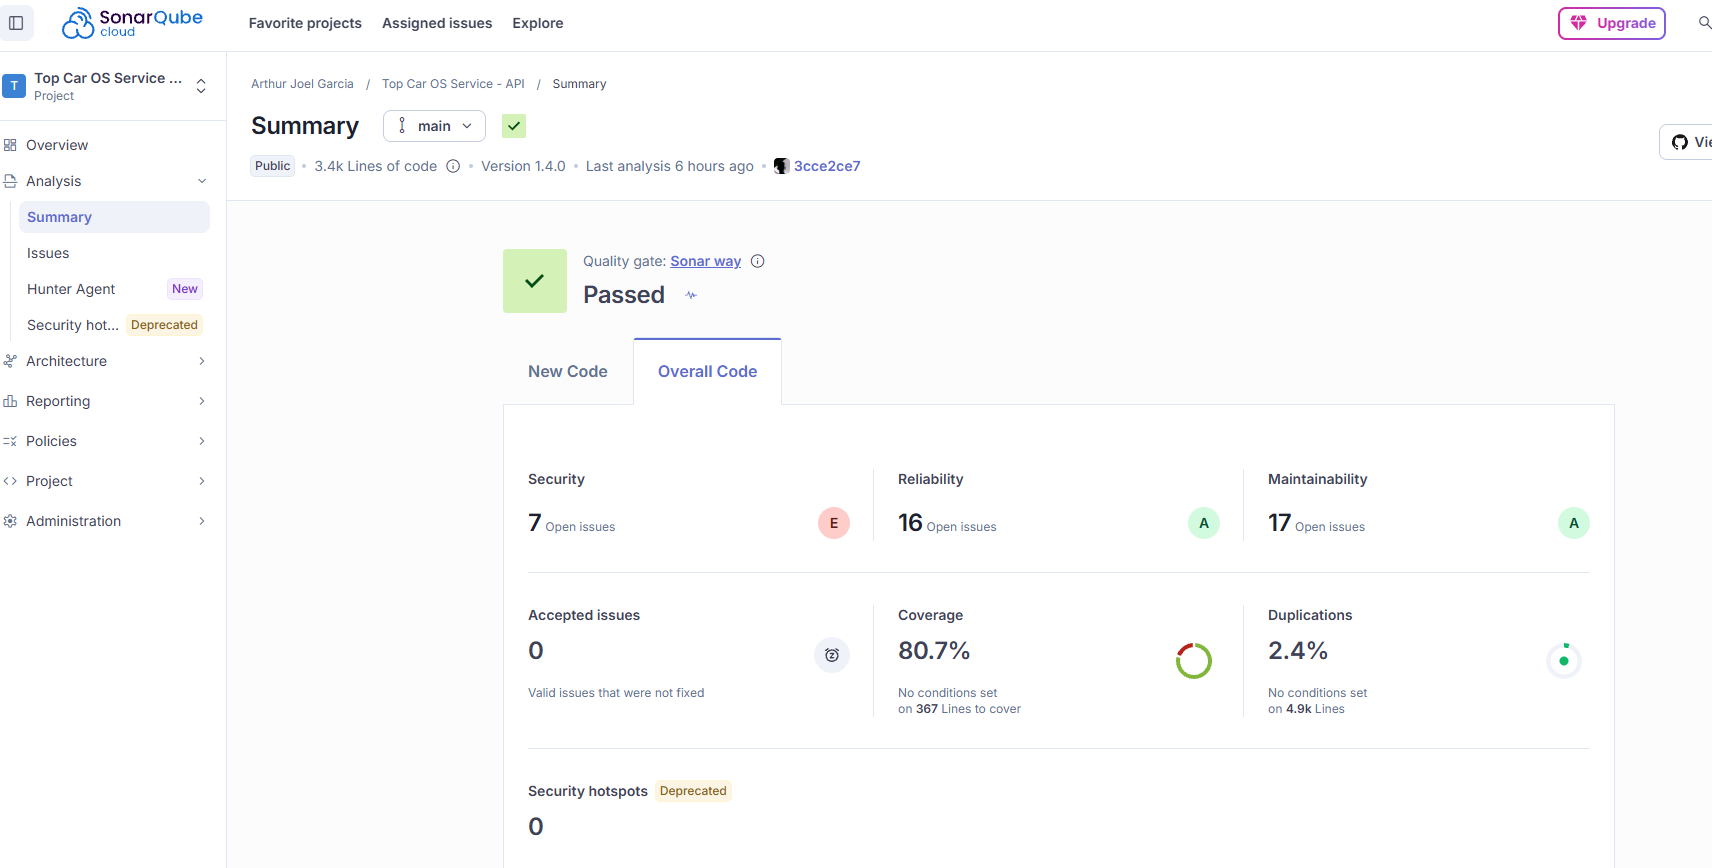 SonarQube cloud
Favorite projects Assigned issues Explore
Upgrade
T
Top Car OS Service ...
Project
Overview
Analysis
Summary
Issues
Hunter Agent New
Security hot... Deprecated
Architecture
Reporting
Policies
Project
Administration
Arthur Joel Garcia / Top Car OS Service - API / Summary
Summary main
Public • 3.4k Lines of code • Version 1.4.0 • Last analysis 6 hours ago • 3cce2ce7
Vie
Quality gate: Sonar way
Passed
New Code Overall Code
Security Reliability Maintainability
7 Open issues E 16 Open issues A 17 Open issues A
Accepted issues Coverage Duplications
0 80.7% 2.4%
Valid issues that were not fixed No conditions set No conditions set
on 367 Lines to cover on 4.9k Lines
Security hotspots Deprecated
0